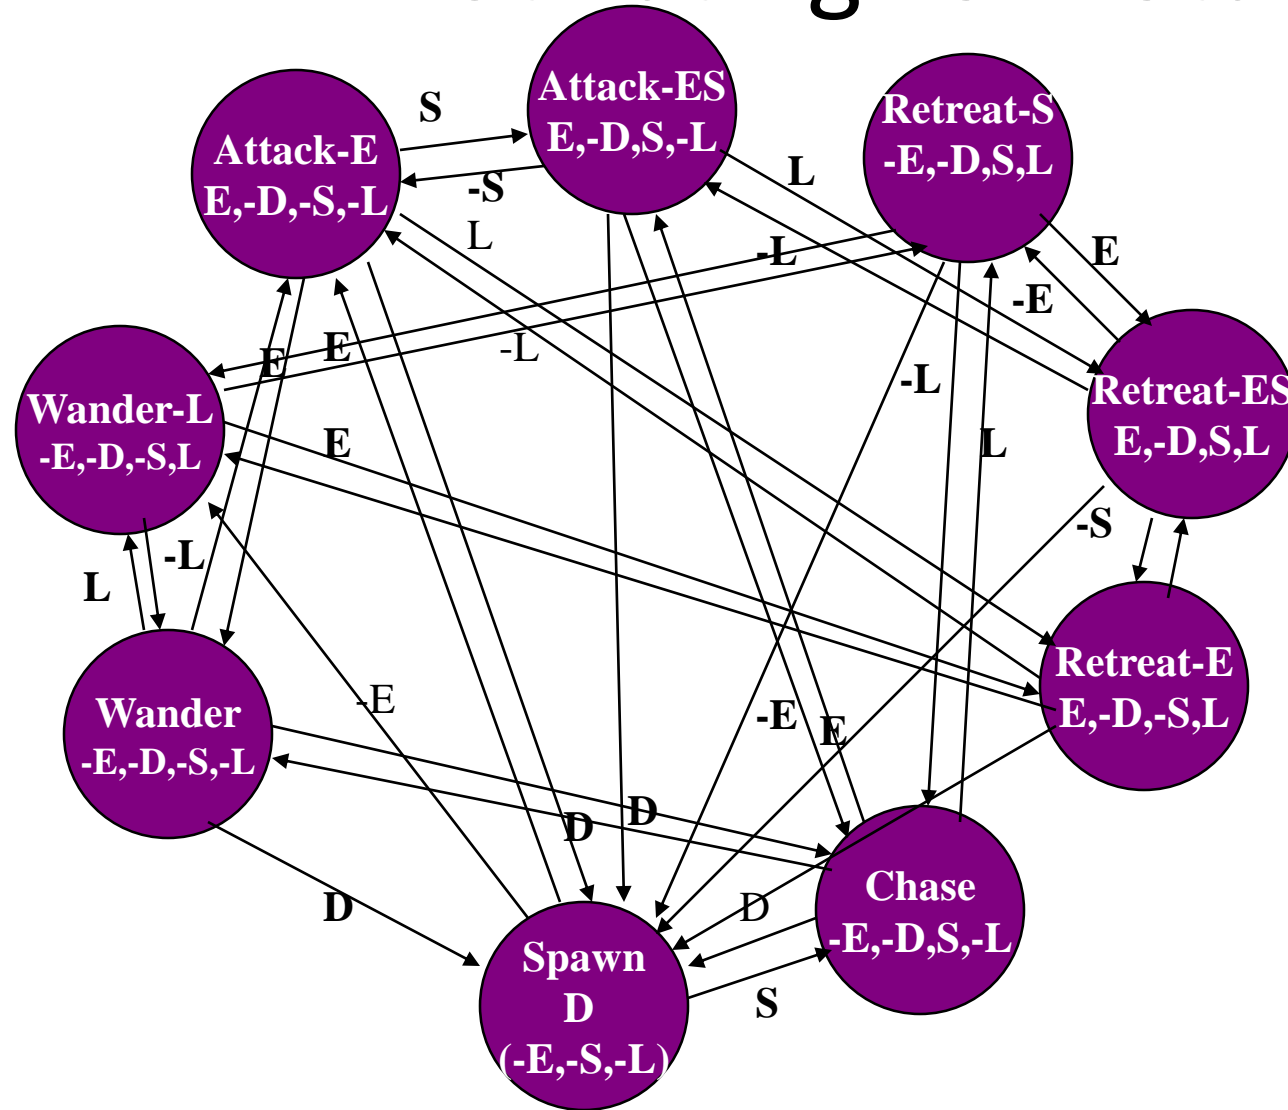 Attack-ES
E,-D,S,-L
Retreat-S
-E,-D,S,L
Attack-E
E,-D,-S,-L
S
-S
L
L
-L
E
-E
E
E
-L
-L
Wander-L
-E,-D,-S,L
Retreat-ES
E,-D,S,L
E
L
-S
-L
L
Retreat-E
E,-D,-S,L
Wander
-E,-D,-S,-L
-E
-E
E
D
D
Chase
-E,-D,S,-L
D
D
Spawn
D
(-E,-S,-L)
S